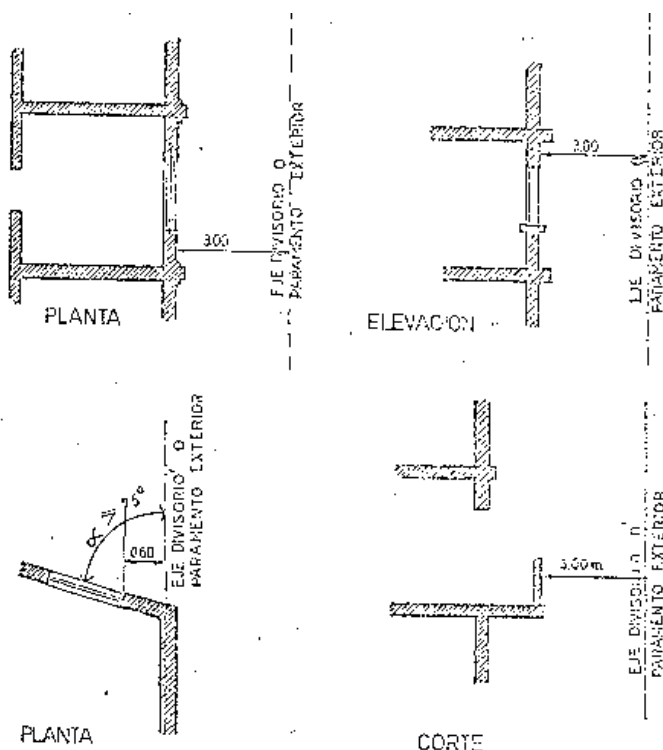 3.00
EJE DIVISORIO O
PARAMENTO EXTERIOR
PLANTA
3.00
EJE DIVISORIO O
PARAMENTO EXTERIOR
ELEVACION
α ≥ 75°
0.60
EJE DIVISORIO O
PARAMENTO EXTERIOR
PLANTA
3,00 m
EJE DIVISORIO O
PARAMENTO EXTERIOR
CORTE